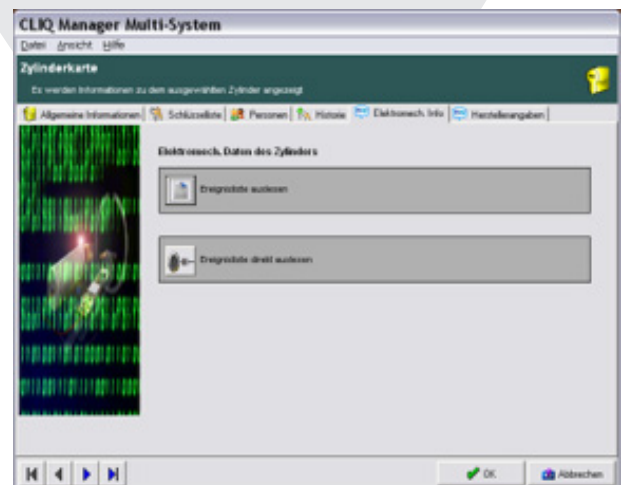 CLIQ Manager Multi-System
Datei Ansicht Hilfe
Zylinderkarte
Es werden Informationen zu dem ausgewählten Zylinder angezeigt
Allgemeine Informationen Schlüsselliste Personen Historie Elektromech. Info Herstellerangaben
Elektromech. Daten des Zylinders
Ereignisliste auslesen
Ereignisliste direkt auslesen
OK Abbrechen